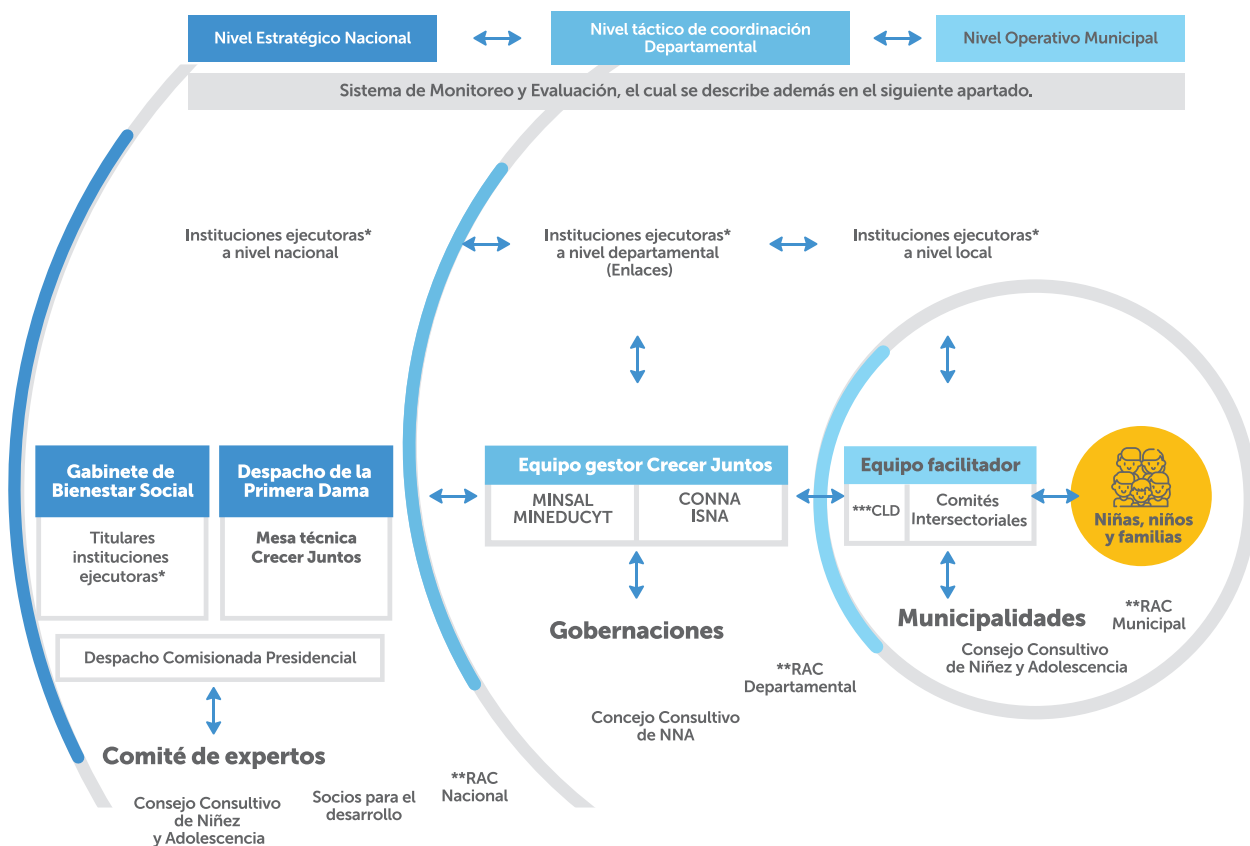 Nivel Estratégico Nacional
Nivel táctico de coordinación
Departamental
Nivel Operativo Municipal
Sistema de Monitoreo y Evaluación, el cual se describe además en el siguiente apartado.
Instituciones ejecutoras*
a nivel nacional
Instituciones ejecutoras*
a nivel departamental
(Enlaces)
Instituciones ejecutoras*
a nivel local
Gabinete de
Bienestar Social
Titulares
instituciones
ejecutoras*
Despacho de la
Primera Dama
Mesa técnica
Crecer Juntos
Despacho Comisionada Presidencial
Comité de expertos
Consejo Consultivo
de Niñez
y Adolescencia
Socios para el
desarrollo
**RAC
Nacional
Equipo gestor Crecer Juntos
MINSAL
MINEDUCYT
CONNA
ISNA
Gobernaciones
**RAC
Departamental
Concejo Consultivo
de NNA
Equipo facilitador
***CLD
Comités
Intersectoriales
Niñas, niños
y familias
Municipalidades
**RAC
Municipal
Consejo Consultivo
de Niñez y Adolescencia